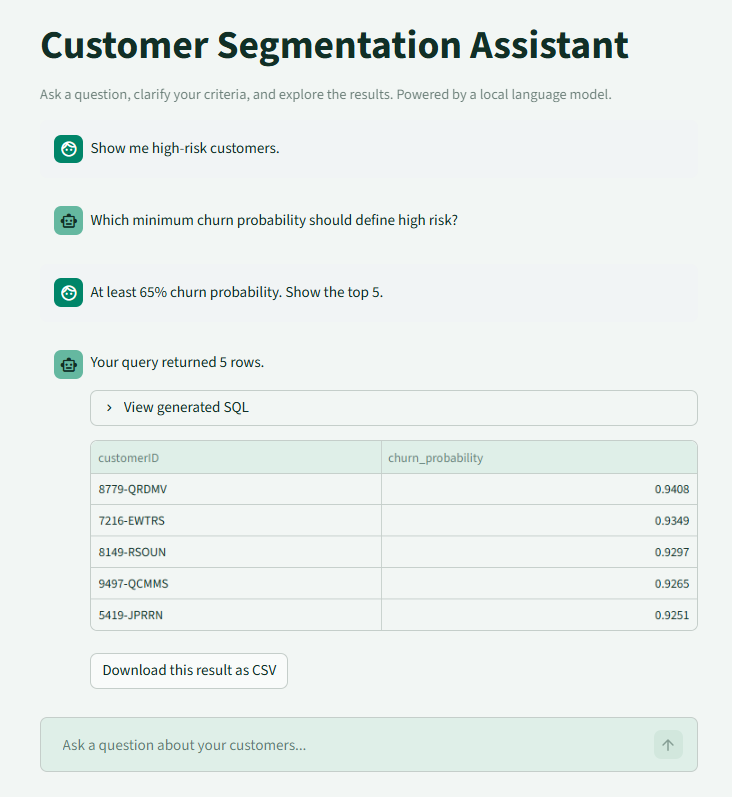 Customer Segmentation Assistant
Ask a question, clarify your criteria, and explore the results. Powered by a local language model.
Show me high-risk customers.
Which minimum churn probability should define high risk?
At least 65% churn probability. Show the top 5.
Your query returned 5 rows.
View generated SQL
customerID churn_probability
8779-QRDMV 0.9408
7216-EWTRS 0.9349
8149-RSOUN 0.9297
9497-QCMMS 0.9265
5419-JPRRN 0.9251
Download this result as CSV
Ask a question about your customers...